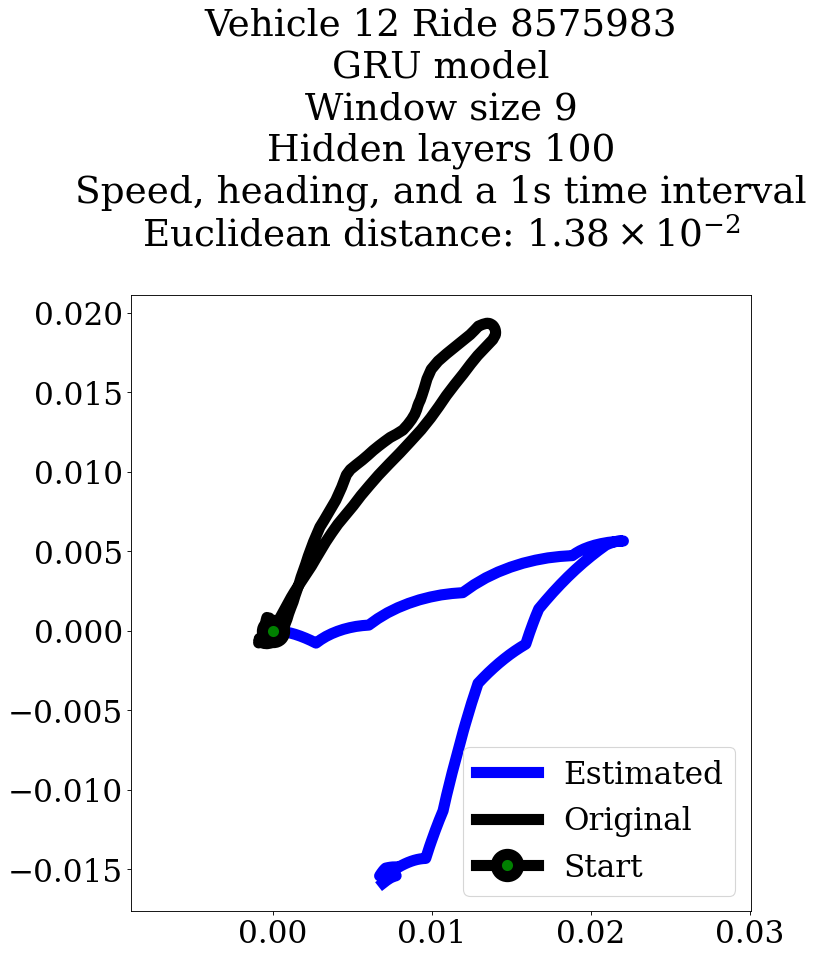 Vehicle 12 Ride 8575983
GRU model
Window size 9
Hidden layers 100
Speed, heading, and a 1s time interval
Euclidean distance: 1.38 × 10⁻²
0.020
0.015
0.010
0.005
0.000
−0.005
−0.010
−0.015
Estimated
Original
Start
0.00 0.01 0.02 0.03